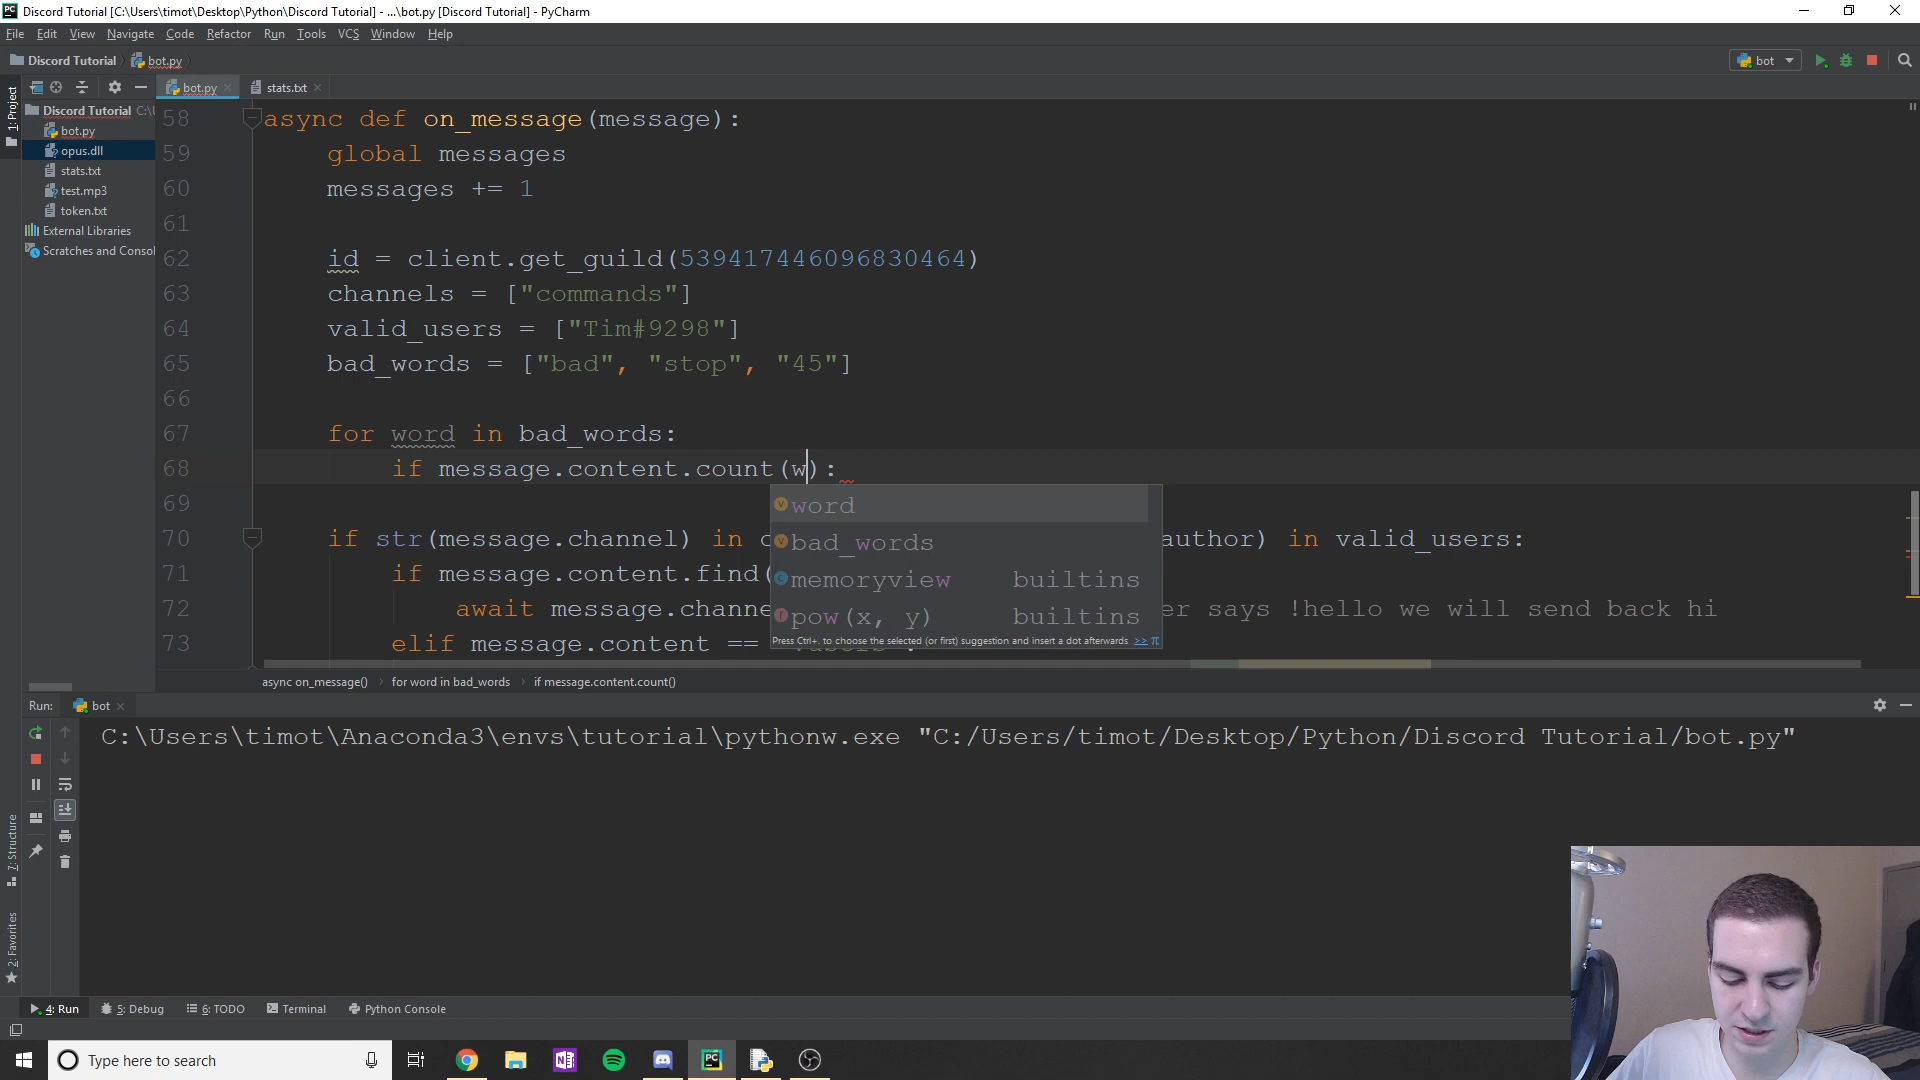 Discord Tutorial [C:\Users\timot\Desktop\Python\Discord Tutorial] - ...\bot.py [Discord Tutorial] - PyCharm
File Edit View Navigate Code Refactor Run Tools VCS Window Help
Discord Tutorial bot.py bot
1: Project
bot.py stats.txt
Discord Tutorial C:\
bot.py
opus.dll
stats.txt
test.mp3
token.txt
External Libraries
Scratches and Consol
58 async def on_message(message):
59 global messages
60 messages += 1
61
62 id = client.get_guild(539417446096830464)
63 channels = ["commands"]
64 valid_users = ["Tim#9298"]
65 bad_words = ["bad", "stop", "45"]
66
67 for word in bad_words:
68 if message.content.count(w):
69
word
70 if str(message.channel) in c author) in valid_users:
bad_words
71 if message.content.find(
memoryview builtins
72 await message.channe er says !hello we will send back hi
pow(x, y) builtins
73 elif message.content ==
Press Ctrl+. to choose the selected (or first) suggestion and insert a dot afterwards >> π
async on_message() for word in bad_words if message.content.count()
Run: bot
C:\Users\timot\Anaconda3\envs\tutorial\pythonw.exe "C:/Users/timot/Desktop/Python/Discord Tutorial/bot.py"
7: Structure
2: Favorites
4: Run 5: Debug 6: TODO Terminal Python Console
Type here to search